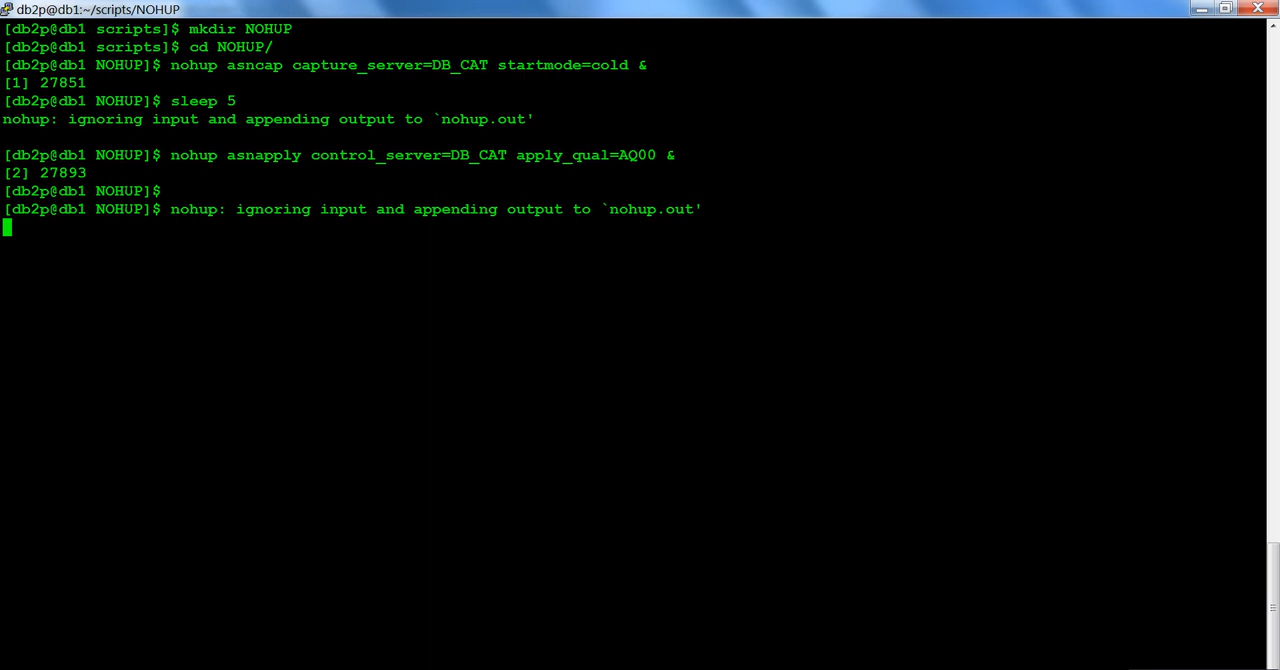 db2p@db1:~/scripts/NOHUP
[db2p@db1 scripts]$ mkdir NOHUP
[db2p@db1 scripts]$ cd NOHUP/
[db2p@db1 NOHUP]$ nohup asncap capture_server=DB_CAT startmode=cold &
[1] 27851
[db2p@db1 NOHUP]$ sleep 5
nohup: ignoring input and appending output to `nohup.out'
[db2p@db1 NOHUP]$ nohup asnapply control_server=DB_CAT apply_qual=AQ00 &
[2] 27893
[db2p@db1 NOHUP]$
[db2p@db1 NOHUP]$ nohup: ignoring input and appending output to `nohup.out'